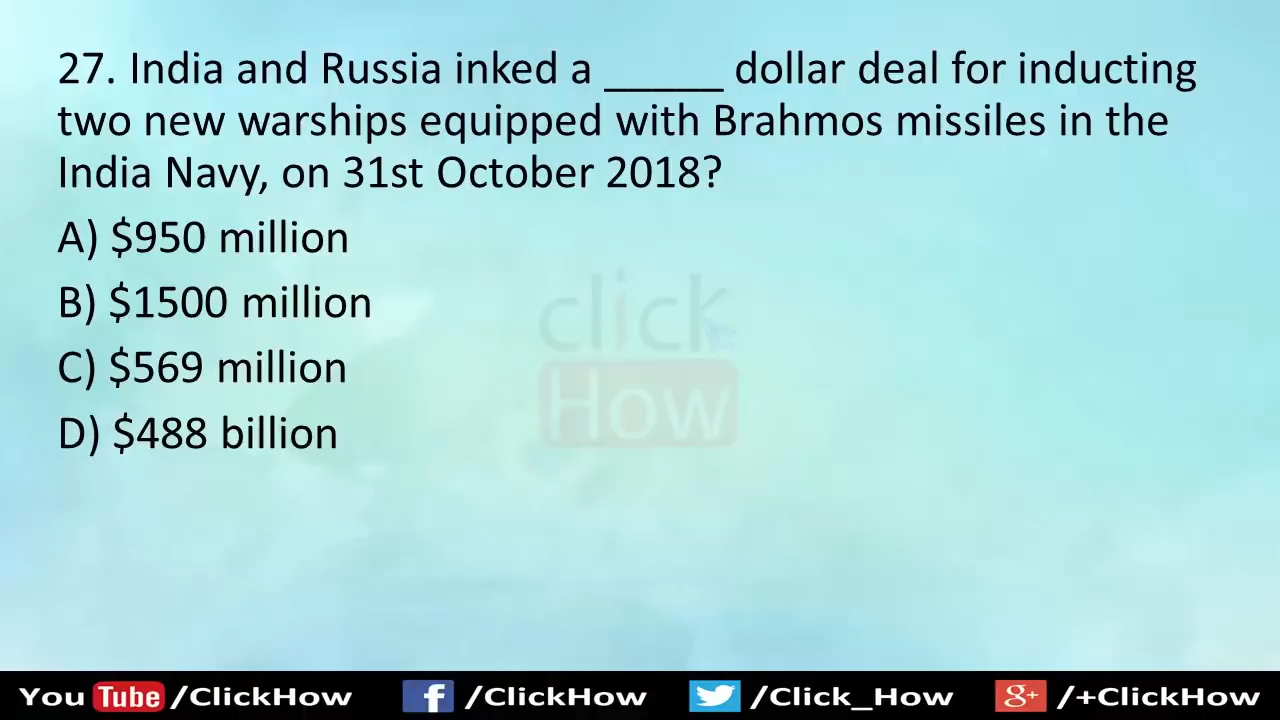 27. India and Russia inked a _____ dollar deal for inducting
two new warships equipped with Brahmos missiles in the
India Navy, on 31st October 2018?
A) $950 million
B) $1500 million
C) $569 million
D) $488 billion
click
How
You Tube /ClickHow f /ClickHow /Click_How g+ /+ClickHow